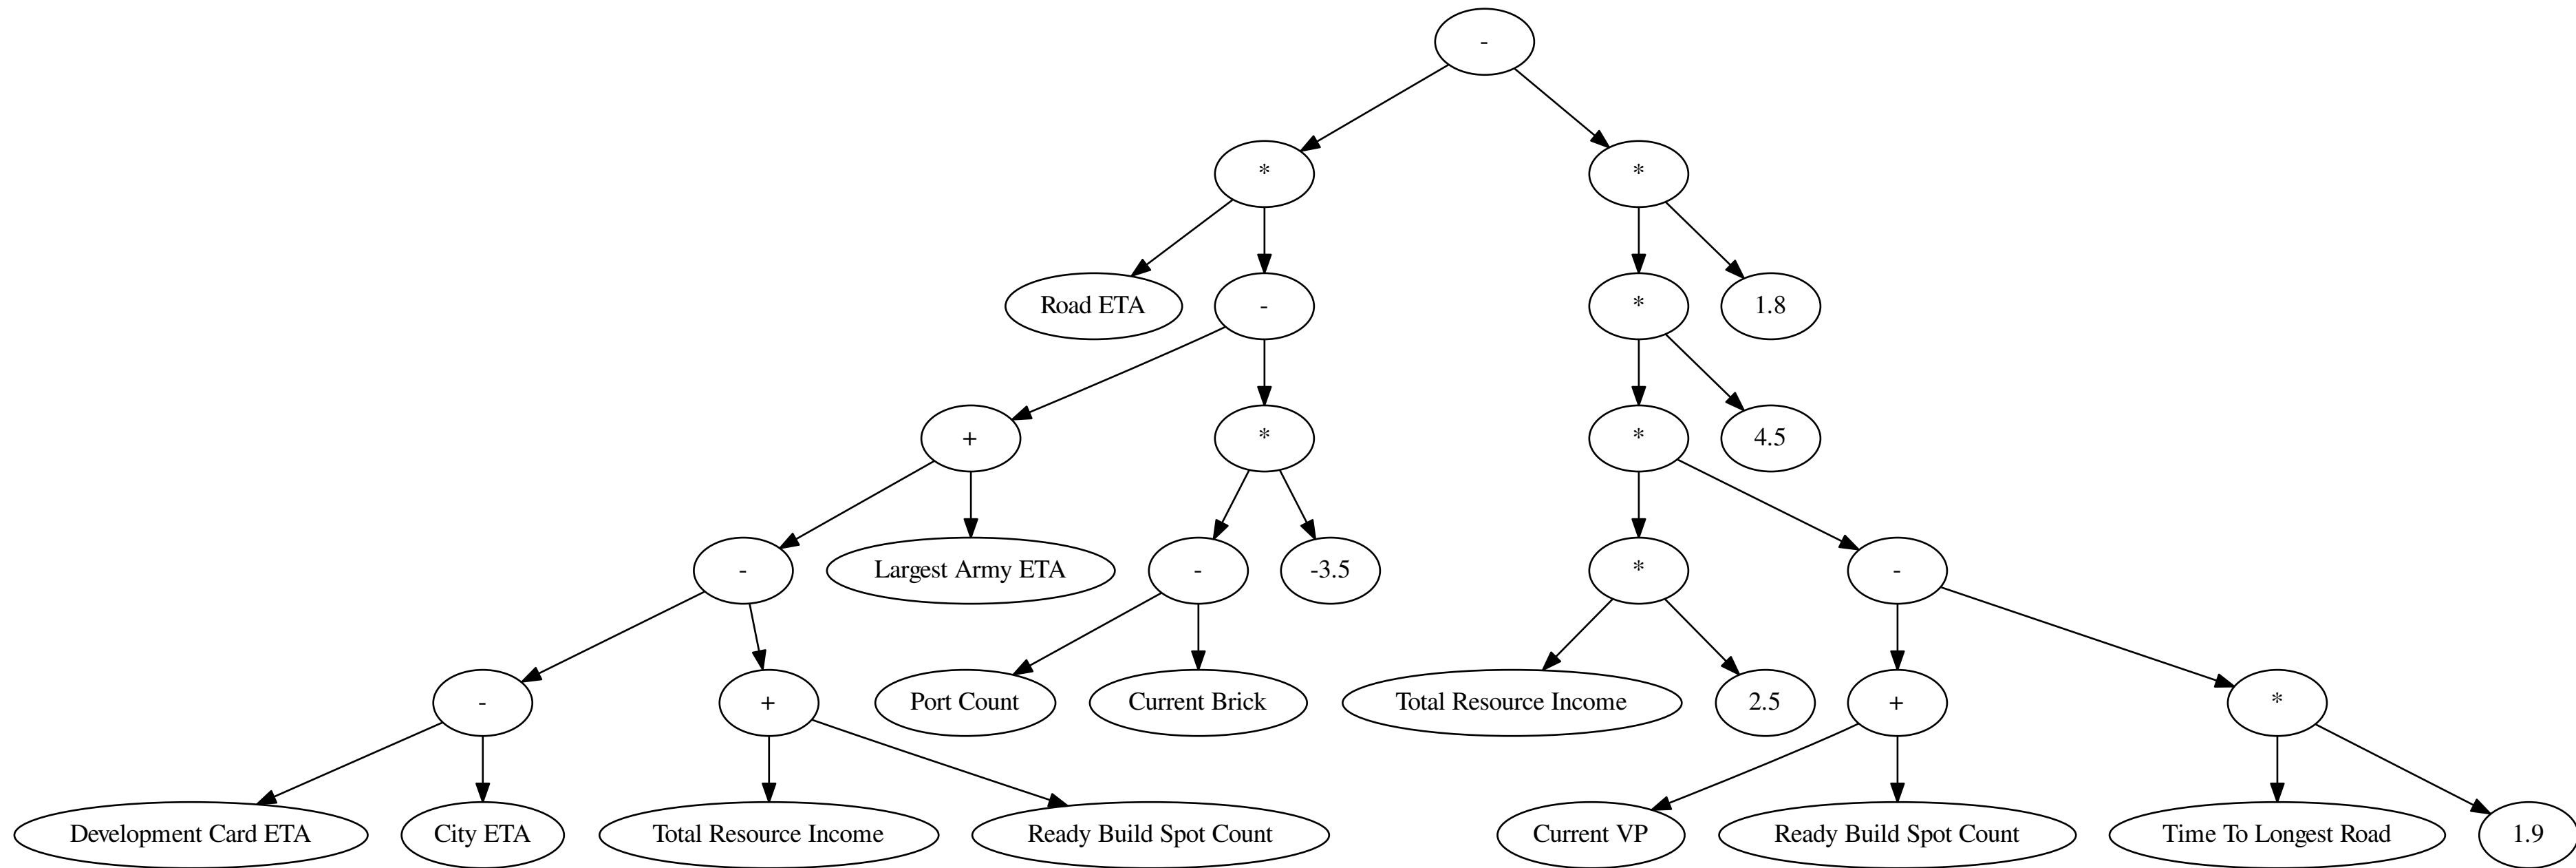 -
*
*
Road ETA
-
*
1.8
+
*
*
4.5
-
Largest Army ETA
-
-3.5
*
-
-
+
Port Count
Current Brick
Total Resource Income
2.5
+
*
Development Card ETA
City ETA
Total Resource Income
Ready Build Spot Count
Current VP
Ready Build Spot Count
Time To Longest Road
1.9